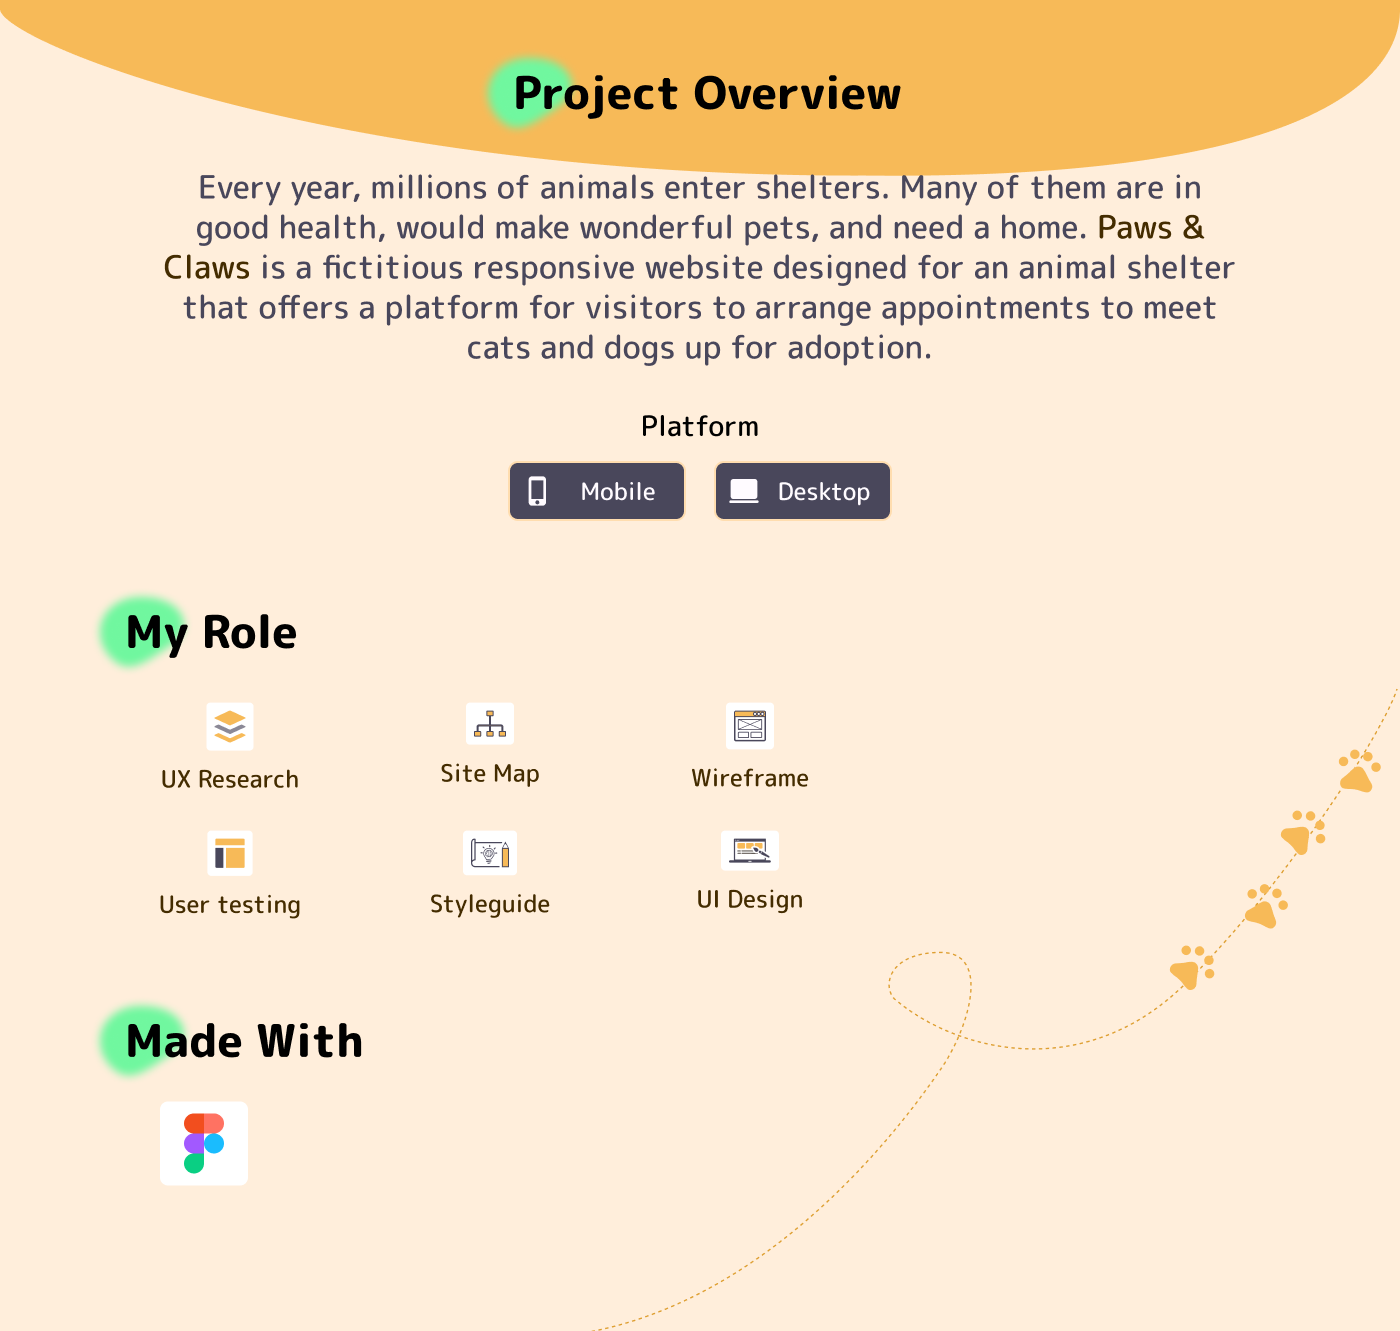 Project Overview
Every year, millions of animals enter shelters. Many of them are in
good health, would make wonderful pets, and need a home. Paws &
Claws is a fictitious responsive website designed for an animal shelter
that offers a platform for visitors to arrange appointments to meet
cats and dogs up for adoption.
Platform
Mobile
Desktop
My Role
UX Research
Site Map
Wireframe
User testing
Styleguide
UI Design
Made With